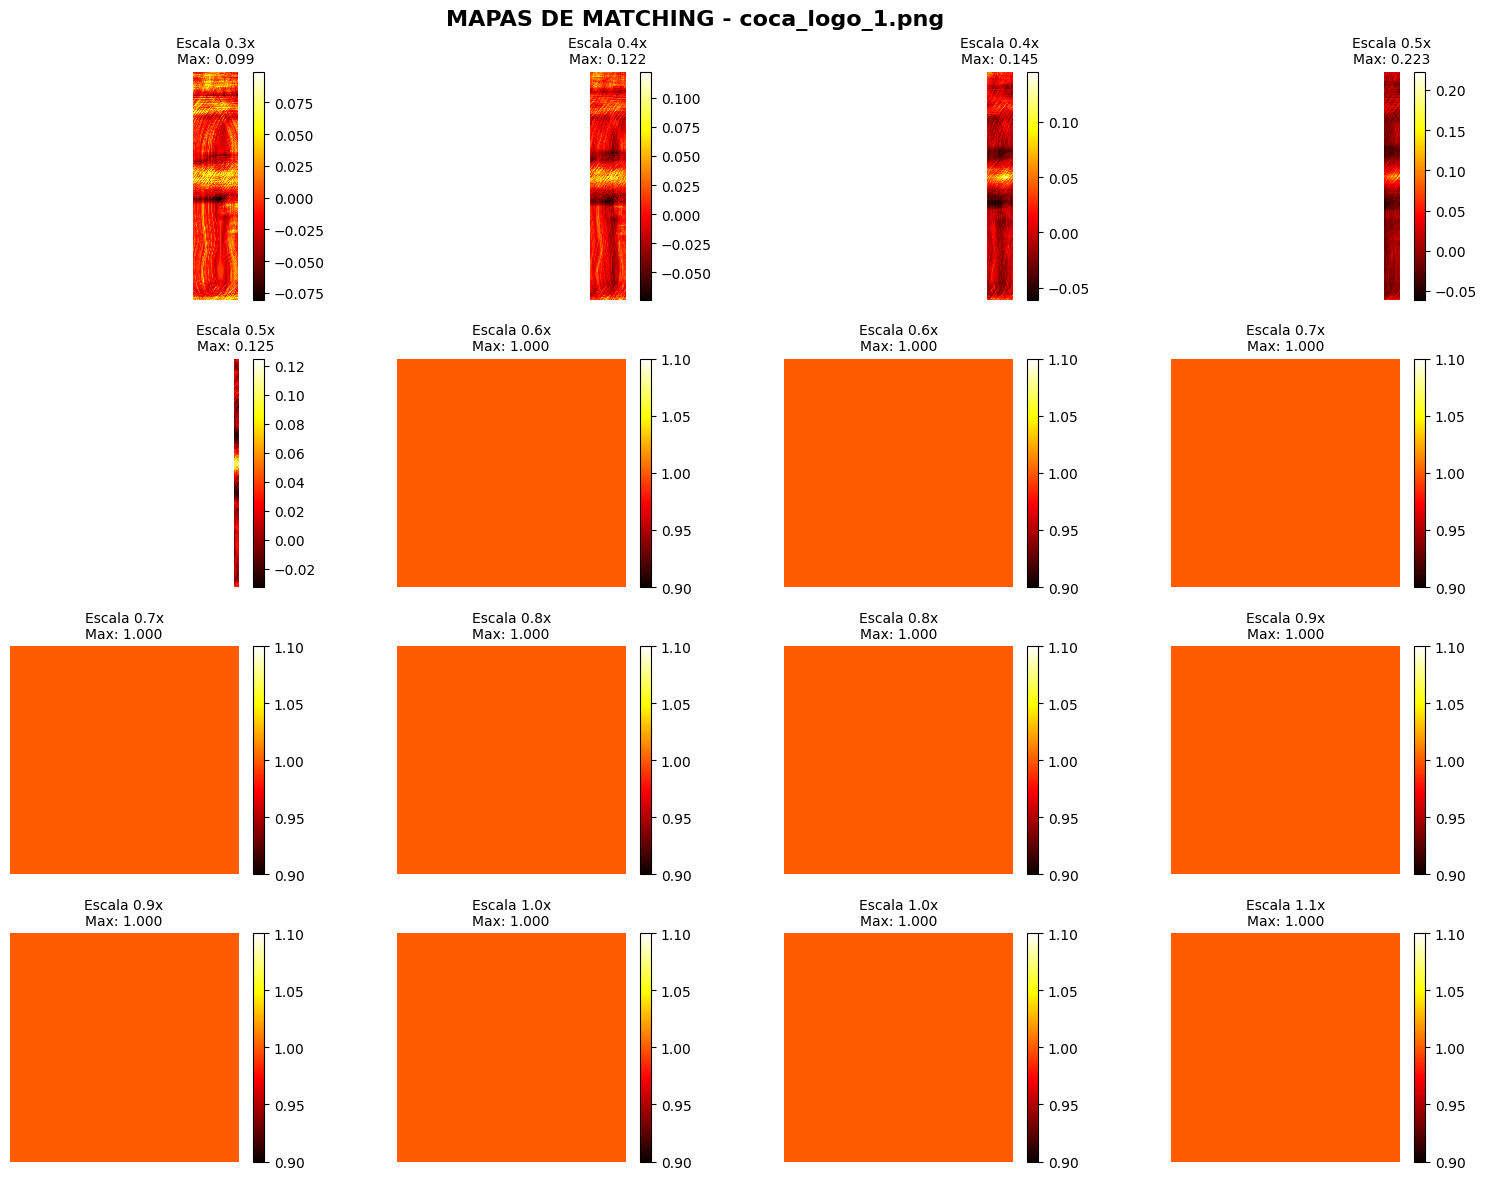 MAPAS DE MATCHING - coca_logo_1.png
Escala 0.3x
Max: 0.099
0.075
0.050
0.025
0.000
−0.025
−0.050
−0.075
Escala 0.4x
Max: 0.122
0.100
0.075
0.050
0.025
0.000
−0.025
−0.050
Escala 0.4x
Max: 0.145
0.10
0.05
0.00
−0.05
Escala 0.5x
Max: 0.223
0.20
0.15
0.10
0.05
0.00
−0.05
Escala 0.5x
Max: 0.125
0.12
0.10
0.08
0.06
0.04
0.02
0.00
−0.02
Escala 0.6x
Max: 1.000
1.10
1.05
1.00
0.95
0.90
Escala 0.6x
Max: 1.000
1.10
1.05
1.00
0.95
0.90
Escala 0.7x
Max: 1.000
1.10
1.05
1.00
0.95
0.90
Escala 0.7x
Max: 1.000
1.10
1.05
1.00
0.95
0.90
Escala 0.8x
Max: 1.000
1.10
1.05
1.00
0.95
0.90
Escala 0.8x
Max: 1.000
1.10
1.05
1.00
0.95
0.90
Escala 0.9x
Max: 1.000
1.10
1.05
1.00
0.95
0.90
Escala 0.9x
Max: 1.000
1.10
1.05
1.00
0.95
0.90
Escala 1.0x
Max: 1.000
1.10
1.05
1.00
0.95
0.90
Escala 1.0x
Max: 1.000
1.10
1.05
1.00
0.95
0.90
Escala 1.1x
Max: 1.000
1.10
1.05
1.00
0.95
0.90